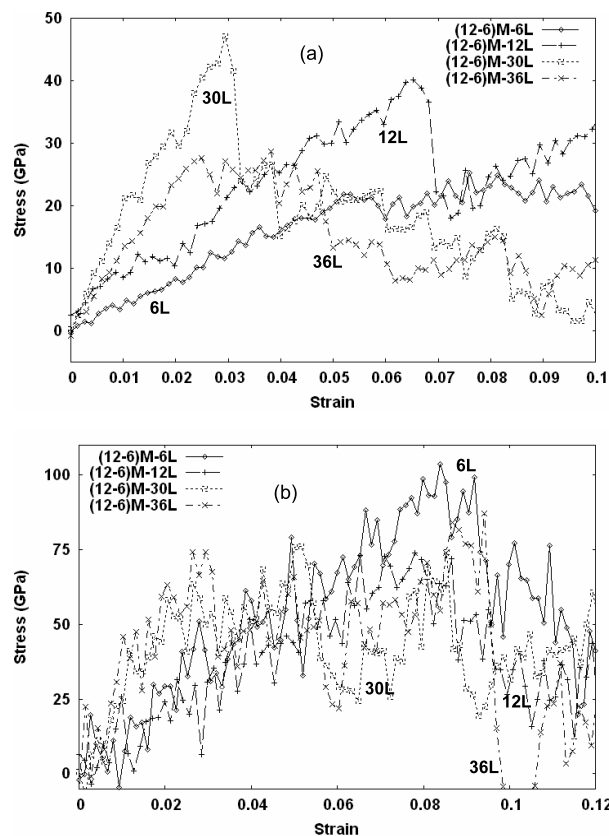 (a)
(12-6)M-6L
(12-6)M-12L
(12-6)M-30L
(12-6)M-36L
50
40
30
20
10
0
Stress (GPa)
30L
12L
36L
6L
0 0.01 0.02 0.03 0.04 0.05 0.06 0.07 0.08 0.09 0.1
Strain
(b)
(12-6)M-6L
(12-6)M-12L
(12-6)M-30L
(12-6)M-36L
100
75
50
25
0
Stress (GPa)
6L
30L
12L
36L
0 0.02 0.04 0.06 0.08 0.1 0.12
Strain